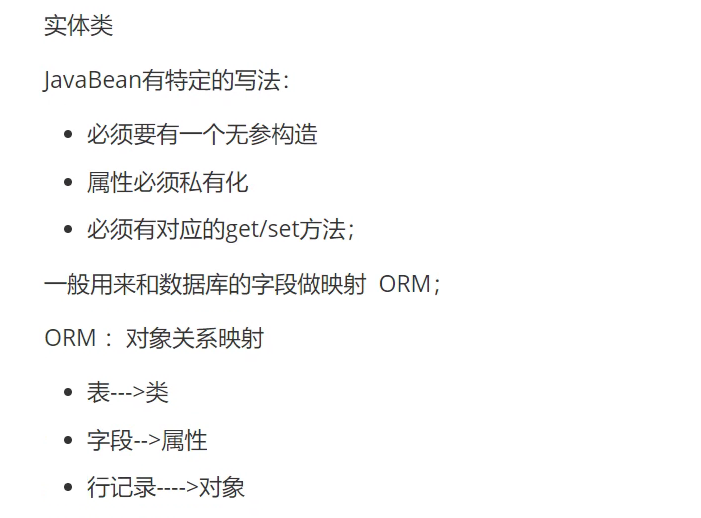 实体类
JavaBean有特定的写法：
必须要有一个无参构造
属性必须私有化
必须有对应的get/set方法；
一般用来和数据库的字段做映射 ORM；
ORM ：对象关系映射
表--->类
字段-->属性
行记录---->对象